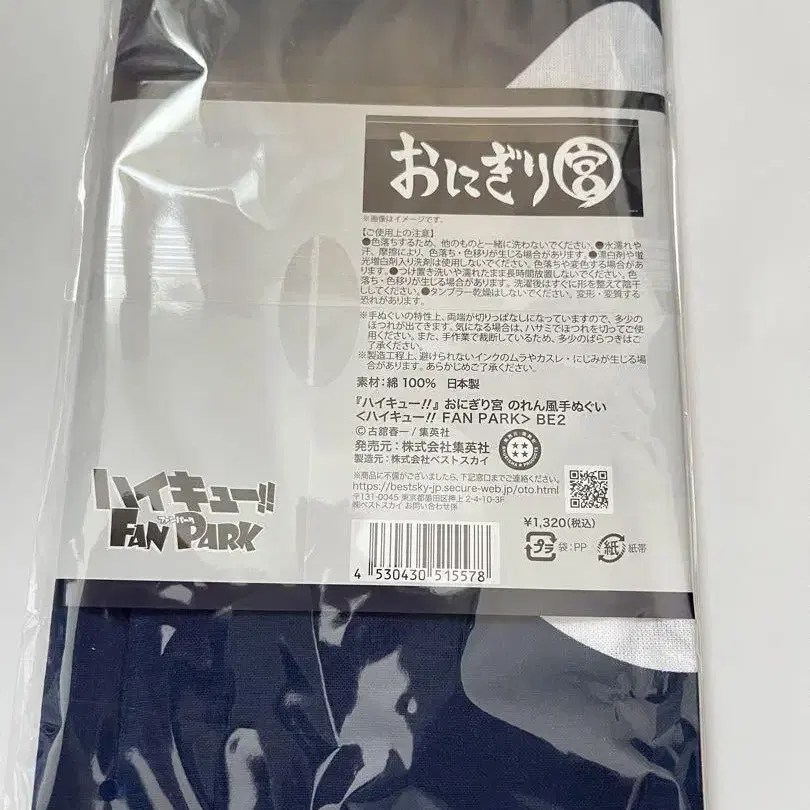 おにぎり宮
※画像はイメージです。
【ご使用上の注意】
●色落ちするため、他のものと一緒に洗わないでください。●水濡れや
汗、摩擦により、色落ち・色移りが生じる場合があります。●漂白剤や蛍
光増白剤入り洗剤は使用しないでください。色落ちや変色する場合があ
ります。●つけ置き洗いや濡れたまま長時間放置しないでください。色
落ち・色移りが生じる場合があります。洗濯後はすぐに形を整えて陰干
ししてください。●タンブラー乾燥はしないでください。変形・変質する
恐れがあります。
※手ぬぐいの特性上、両端が切りっぱなしになっていますので、多少の
ほつれが出てきます。気になる場合は、ハサミでほつれを切ってご使
用ください。また、手作業で裁断しているため、多少のばらつきはご
了承ください。
※製造工程上、避けられないインクのムラやカスレ・にじみが生じる場
合があります。あらかじめご了承ください。
素材:綿100% 日本製
『ハイキュー!!』おにぎり宮 のれん風手ぬぐい
<ハイキュー!! FAN PARK> BE2
©古舘春一/集英社
発売元:株式会社集英社
製造元:株式会社ベストスカイ
※商品に不備がございましたら、下記窓口までご連絡ください。
https://bestsky-jp.secure-web.jp/oto.html
〒131-0045 東京都墨田区押上2-4-10-3F
㈱ベストスカイ お問い合わせ係
¥1,320(税込)
プラ 袋:PP 紙 紙帯
4 530430 515578
ハイキュー!!
ファンパーク
FAN PARK